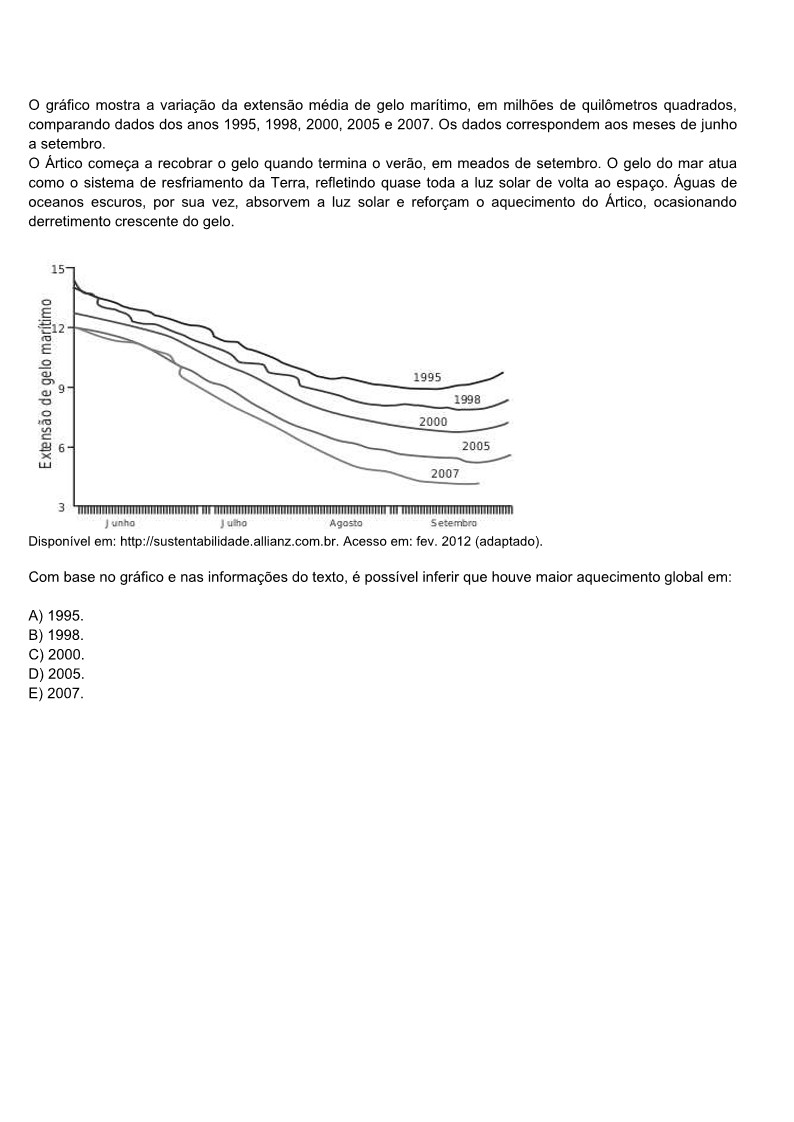 O gráfico mostra a variação da extensão média de gelo marítimo, em milhões de quilômetros quadrados,
comparando dados dos anos 1995, 1998, 2000, 2005 e 2007. Os dados correspondem aos meses de junho
a setembro.
O Ártico começa a recobrar o gelo quando termina o verão, em meados de setembro. O gelo do mar atua
como o sistema de resfriamento da Terra, refletindo quase toda a luz solar de volta ao espaço. Águas de
oceanos escuros, por sua vez, absorvem a luz solar e reforçam o aquecimento do Ártico, ocasionando
derretimento crescente do gelo.
Extensão de gelo marítimo
15
12
9
6
3
1995
1998
2000
2005
2007
Junho Julho Agosto Setembro
Disponível em: http://sustentabilidade.allianz.com.br. Acesso em: fev. 2012 (adaptado).
Com base no gráfico e nas informações do texto, é possível inferir que houve maior aquecimento global em:
A) 1995.
B) 1998.
C) 2000.
D) 2005.
E) 2007.